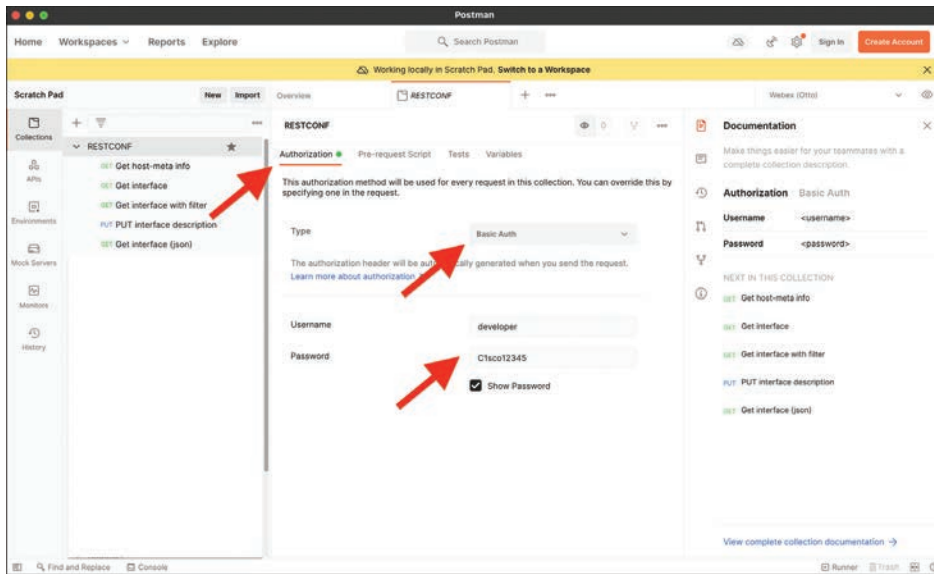 Postman
Home Workspaces Reports Explore Search Postman Sign In Create Account
Working locally in Scratch Pad. Switch to a Workspace
Scratch Pad New Import Overview RESTCONF Webex (Otto)
Collections
APIs
Environments
Mock Servers
Monitors
History
RESTCONF
GET Get host-meta info
GET Get interface
GET Get interface with filter
PUT PUT interface description
GET Get interface (json)
RESTCONF 0
Authorization Pre-request Script Tests Variables
This authorization method will be used for every request in this collection. You can override this by
specifying one in the request.
Type Basic Auth
The authorization header will be automatically generated when you send the request.
Learn more about authorization
Username developer
Password C1sco12345
Show Password
Documentation
Make things easier for your teammates with a
complete collection description.
Authorization Basic Auth
Username <username>
Password <password>
NEXT IN THIS COLLECTION
GET Get host-meta info
GET Get interface
GET Get interface with filter
PUT PUT interface description
GET Get interface (json)
View complete collection documentation
Find and Replace Console Runner Trash